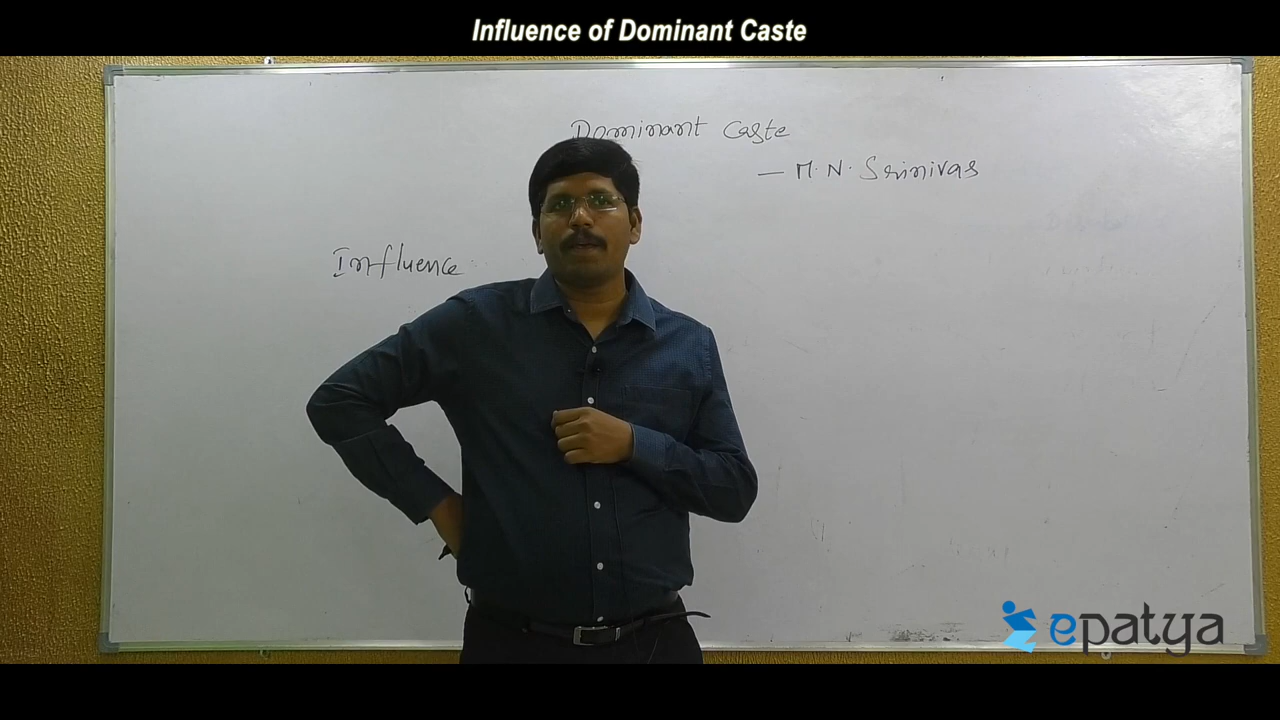 Influence of Dominant Caste
Dominant Caste
— M. N. Srinivas
Influence
epatya